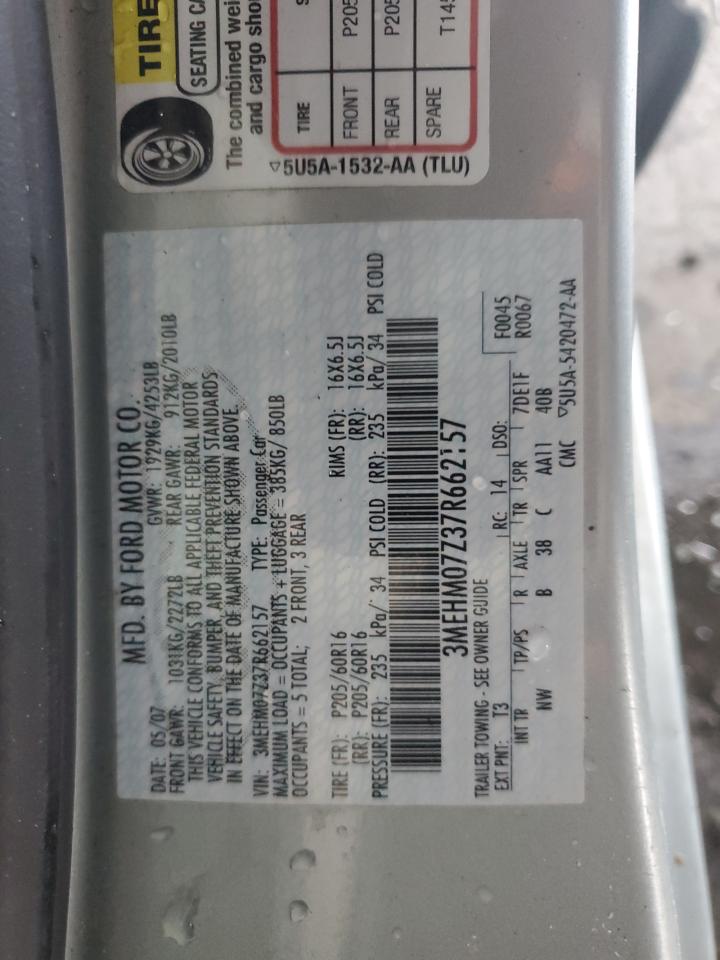 TIRE
SEATING CA
The combined wei
and cargo sho
TIRE S
FRONT P205
REAR P205
SPARE T145
▽5U5A-1532-AA (TLU)
MFD. BY FORD MOTOR CO.
DATE: 05/07 GVWR: 1929KG/4253LB
FRONT GAWR: 1031KG/2272LB REAR GAWR: 912KG/2010LB
THIS VEHICLE CONFORMS TO ALL APPLICABLE FEDERAL MOTOR
VEHICLE SAFETY, BUMPER, AND THEFT PREVENTION STANDARDS
IN EFFECT ON THE DATE OF MANUFACTURE SHOWN ABOVE.
VIN: 3MEHM07Z37R662157 TYPE: Passenger Car
MAXIMUM LOAD = OCCUPANTS + LUGGAGE = 385KG/ 850LB
OCCUPANTS = 5 TOTAL; 2 FRONT, 3 REAR
TIRE (FR): P205/60R16 RIMS (FR): 16X6.5J
(RR): P205/60R16 (RR): 16X6.5J
PRESSURE (FR): 235 kPa/ 34 PSI COLD (RR): 235 kPa/ 34 PSI COLD
3MEHM07Z37R662157
TRAILER TOWING - SEE OWNER GUIDE F0045
EXT PNT: T3 RC: 14 DSO: R0067
INT TR TP/PS R AXLE TR SPR 7DE1F
NW B 38 C AA11 40B
CMC ▽5U5A-5420472-AA